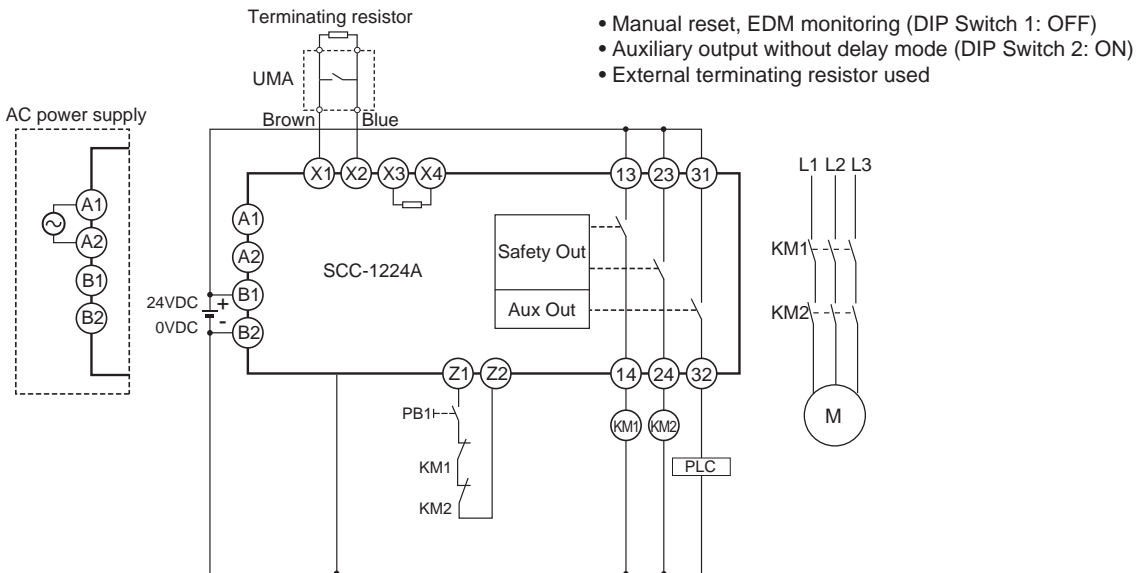 Terminating resistor
• Manual reset, EDM monitoring (DIP Switch 1: OFF)
• Auxiliary output without delay mode (DIP Switch 2: ON)
• External terminating resistor used
UMA
AC power supply
Brown Blue
X1 X2 X3 X4 13 23 31
L1 L2 L3
A1
A2
B1
B2
A1
A2
B1
B2
24VDC +
0VDC -
SCC-1224A
Safety Out
Aux Out
KM1
KM2
M
Z1 Z2 14 24 32
PB1
KM1
KM2
KM1 KM2
PLC